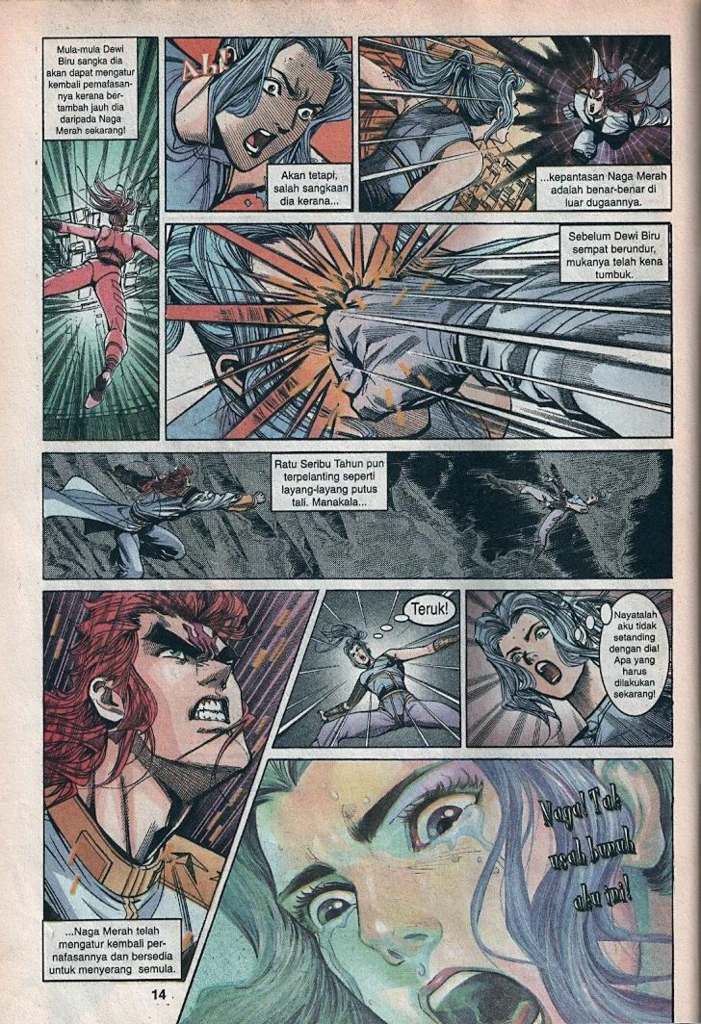 Mula-mula Dewi
Biru sangka dia
akan dapat mengatur
kembali pernafasan-
nya kerana ber-
tambah jauh dia
daripada Naga
Merah sekarang!
Ah!
Akan tetapi,
salah sangkaan
dia kerana...
...kepantasan Naga Merah
adalah benar-benar di
luar dugaannya.
Sebelum Dewi Biru
sempat berundur,
mukanya telah kena
tumbuk.
Ratu Seribu Tahun pun
terpelanting seperti
layang-layang putus
tali. Manakala...
...Naga Merah telah
mengatur kembali per-
nafasannya dan bersedia
untuk menyerang semula.
Teruk!
Nayatalah
aku tidak
setanding
dengan dia!
Apa yang
harus
dilakukan
sekarang!
Naga! Tak
usah bunuh
aku ini!
14